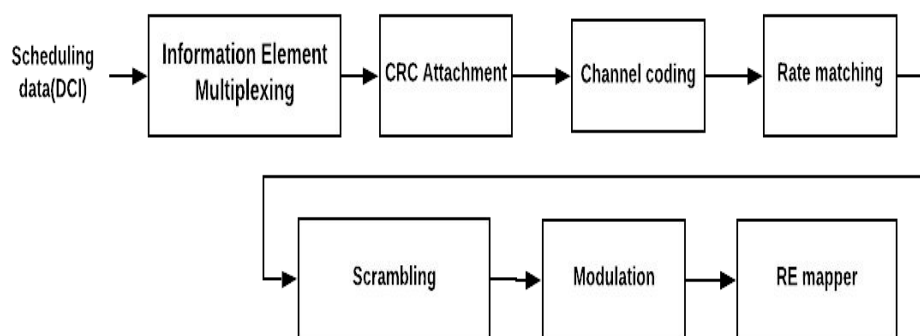 Scheduling
data(DCI)
Information Element
Multiplexing
CRC Attachment
Channel coding
Rate matching
Scrambling
Modulation
RE mapper